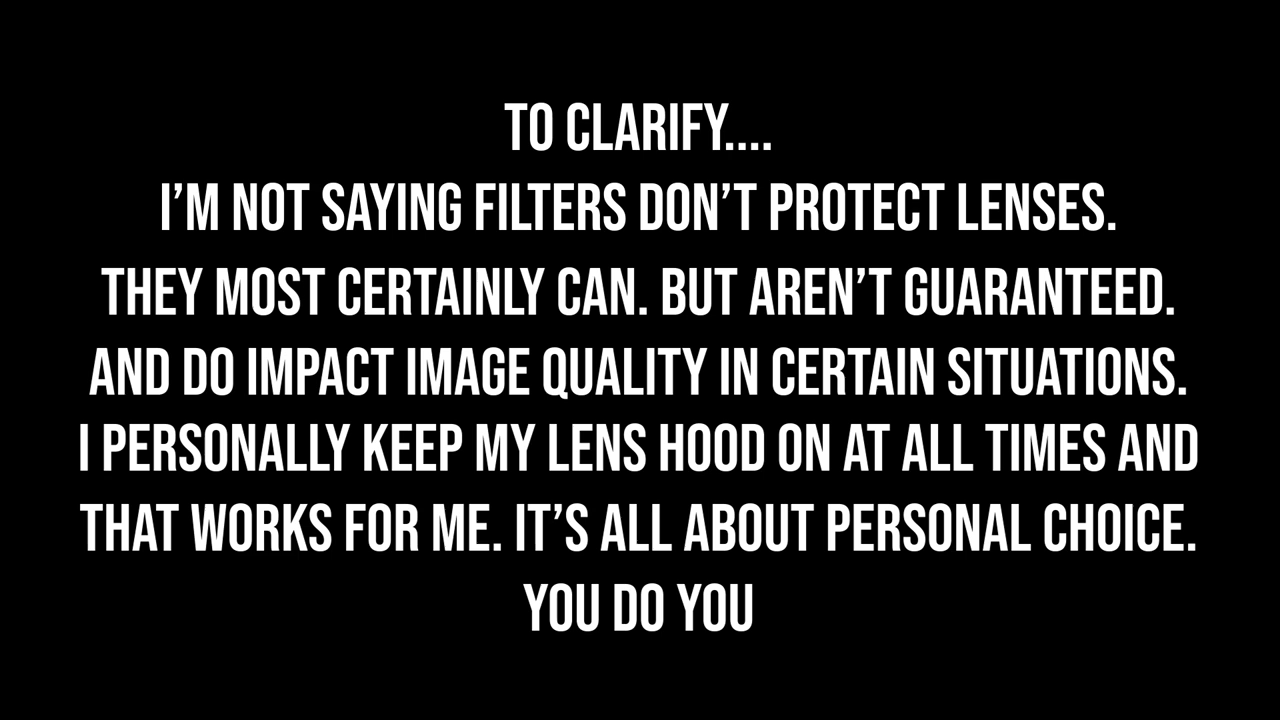 TO CLARIFY....
I’M NOT SAYING FILTERS DON’T PROTECT LENSES.
THEY MOST CERTAINLY CAN. BUT AREN’T GUARANTEED.
AND DO IMPACT IMAGE QUALITY IN CERTAIN SITUATIONS.
I PERSONALLY KEEP MY LENS HOOD ON AT ALL TIMES AND
THAT WORKS FOR ME. IT’S ALL ABOUT PERSONAL CHOICE.
YOU DO YOU